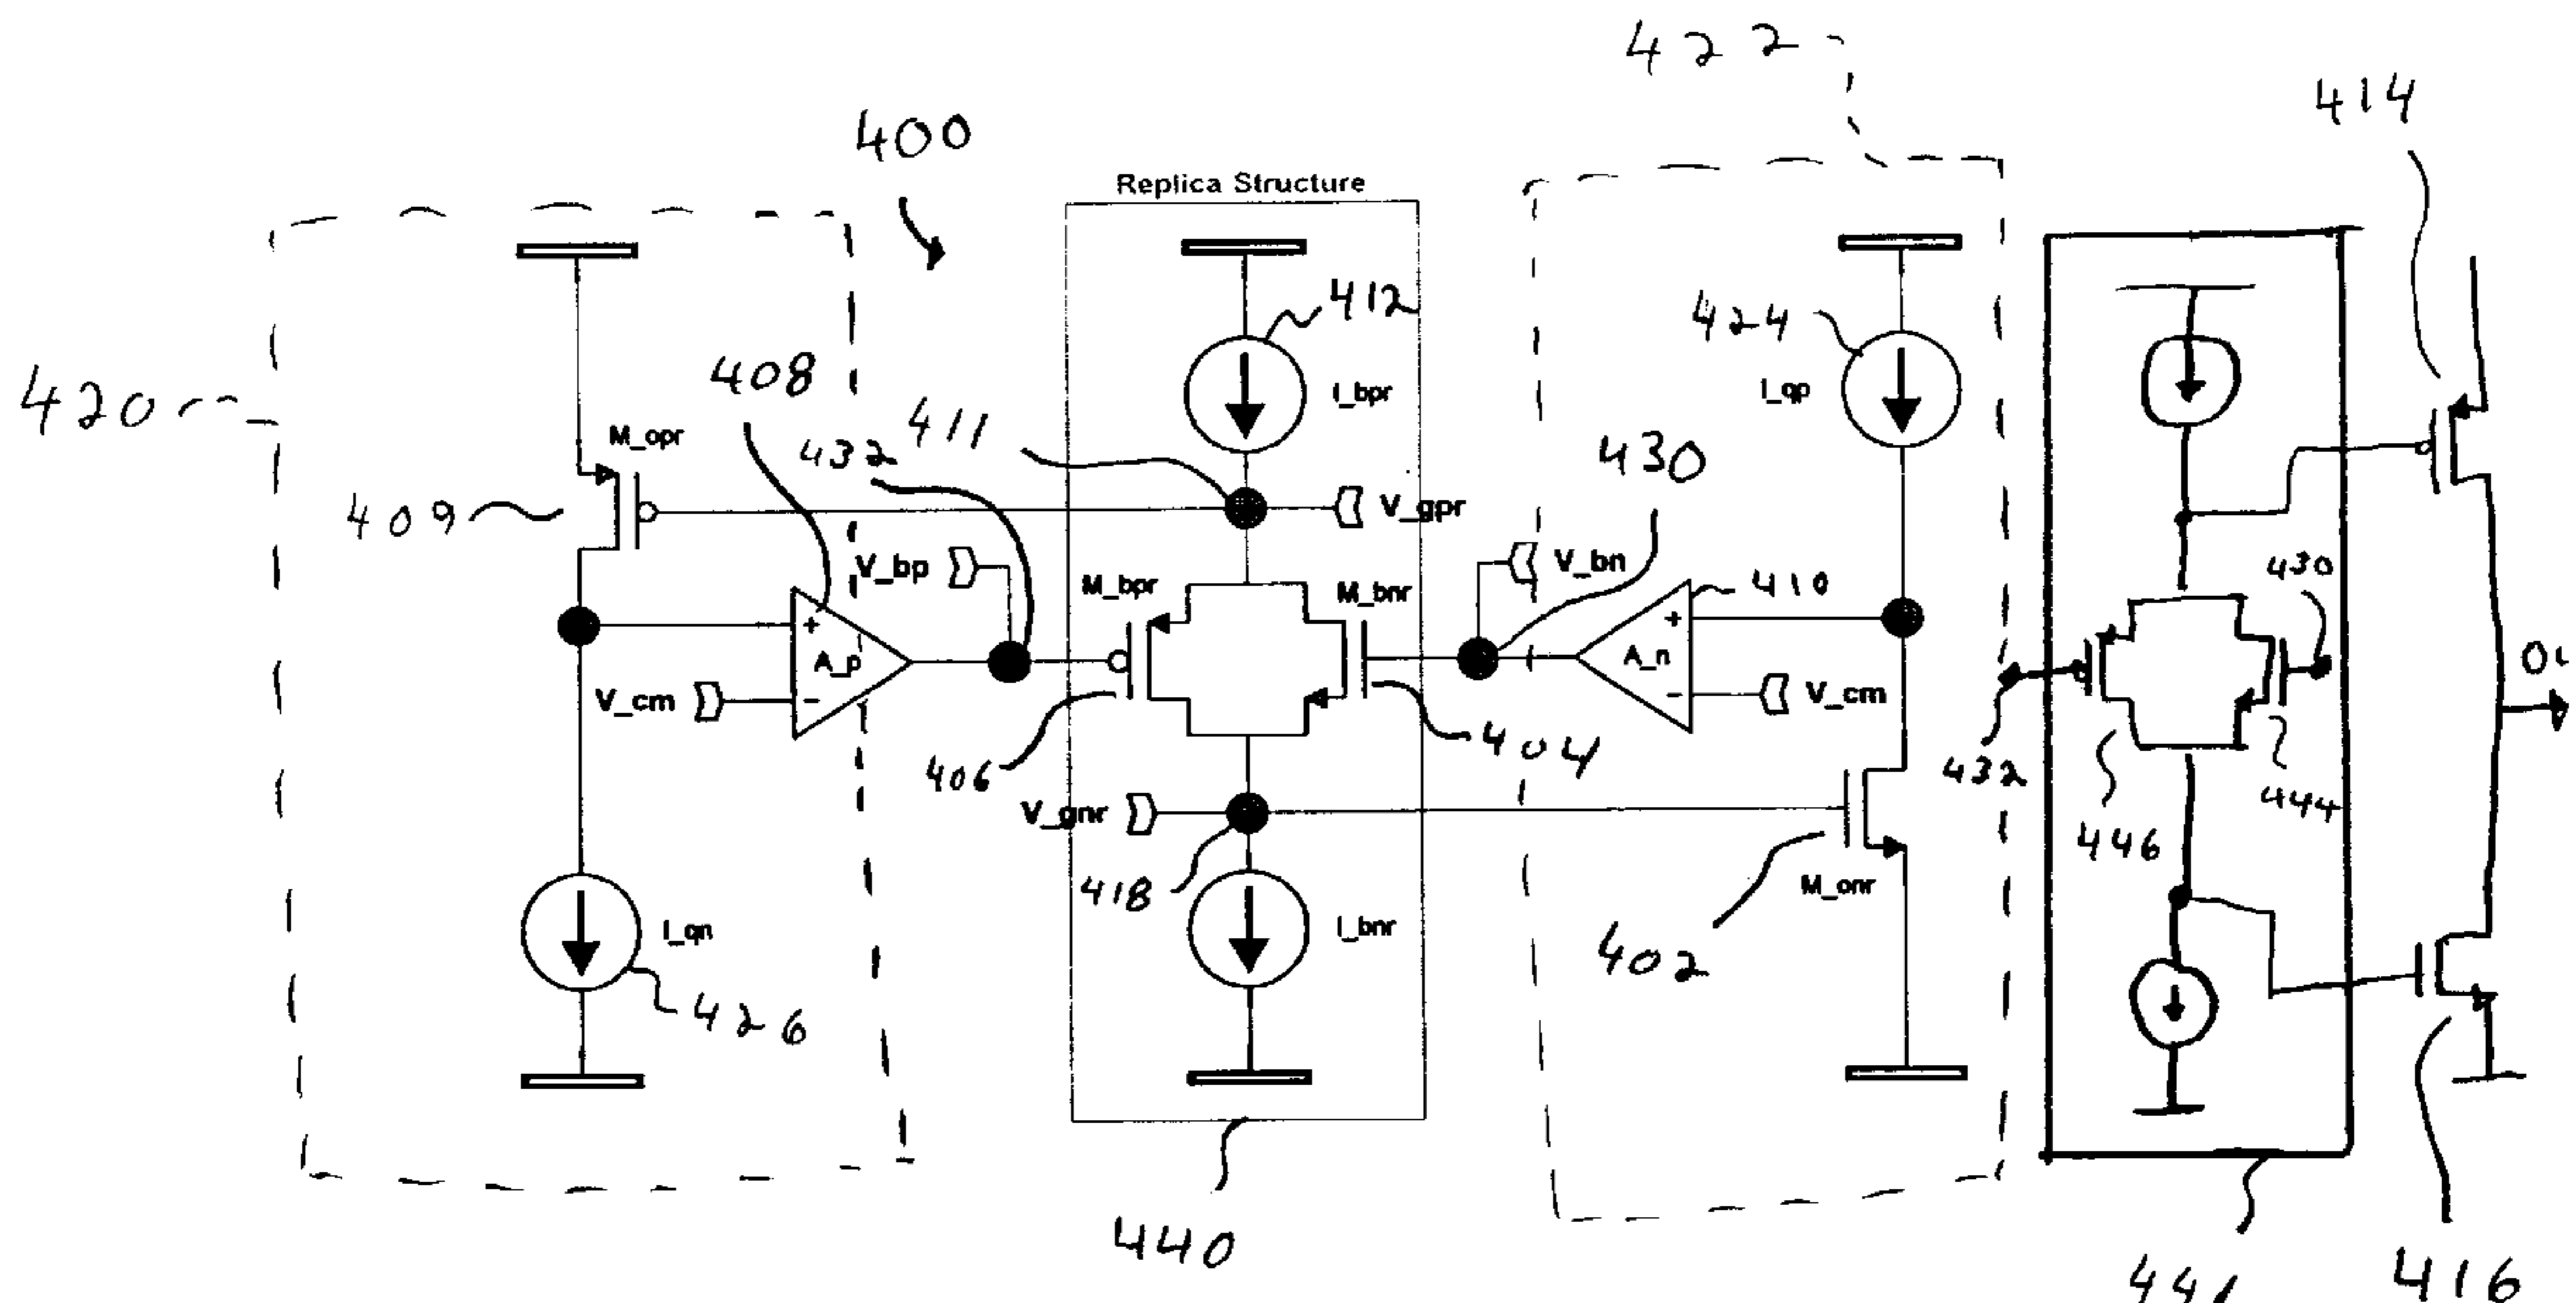 422
414
400
Replica Structure
412
424
I_bpr
I_qp
420
408
M_opr
432
411
430
409
V_gpr
V_bp
V_bn
M_bpr
M_bnr
410
430
+
A_p
-
V_cm
+
A_n
-
V_cm
406
404
432
446
444
V_gnr
418
M_onr
402
I_qn
I_bnr
426
440
416